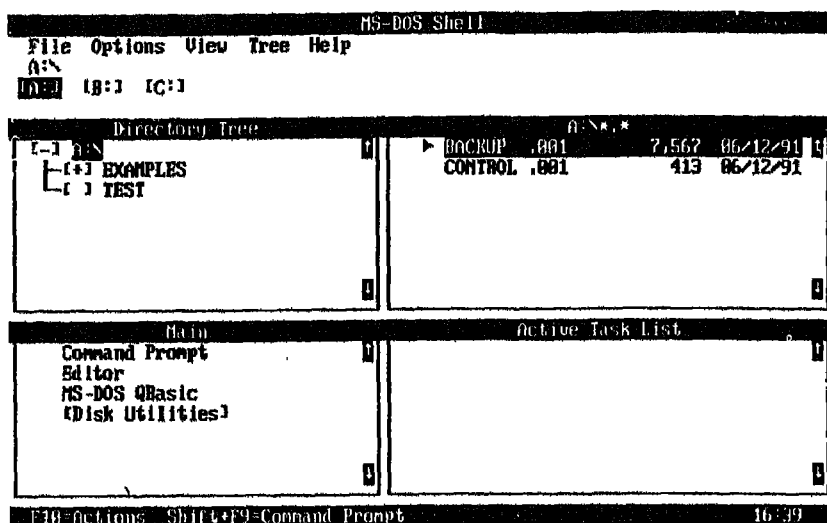 MS-DOS Shell
File Options View Tree Help
A:\
[A:] [B:] [C:]
Directory Tree
A:\*.*
[-] A:\
[+] EXAMPLES
[ ] TEST
BACKUP .001 7,567 06/12/91
CONTROL .001 413 06/12/91
Main
Active Task List
Command Prompt
Editor
MS-DOS QBasic
[Disk Utilities]
F10=Actions Shift+F9=Command Prompt 16:39